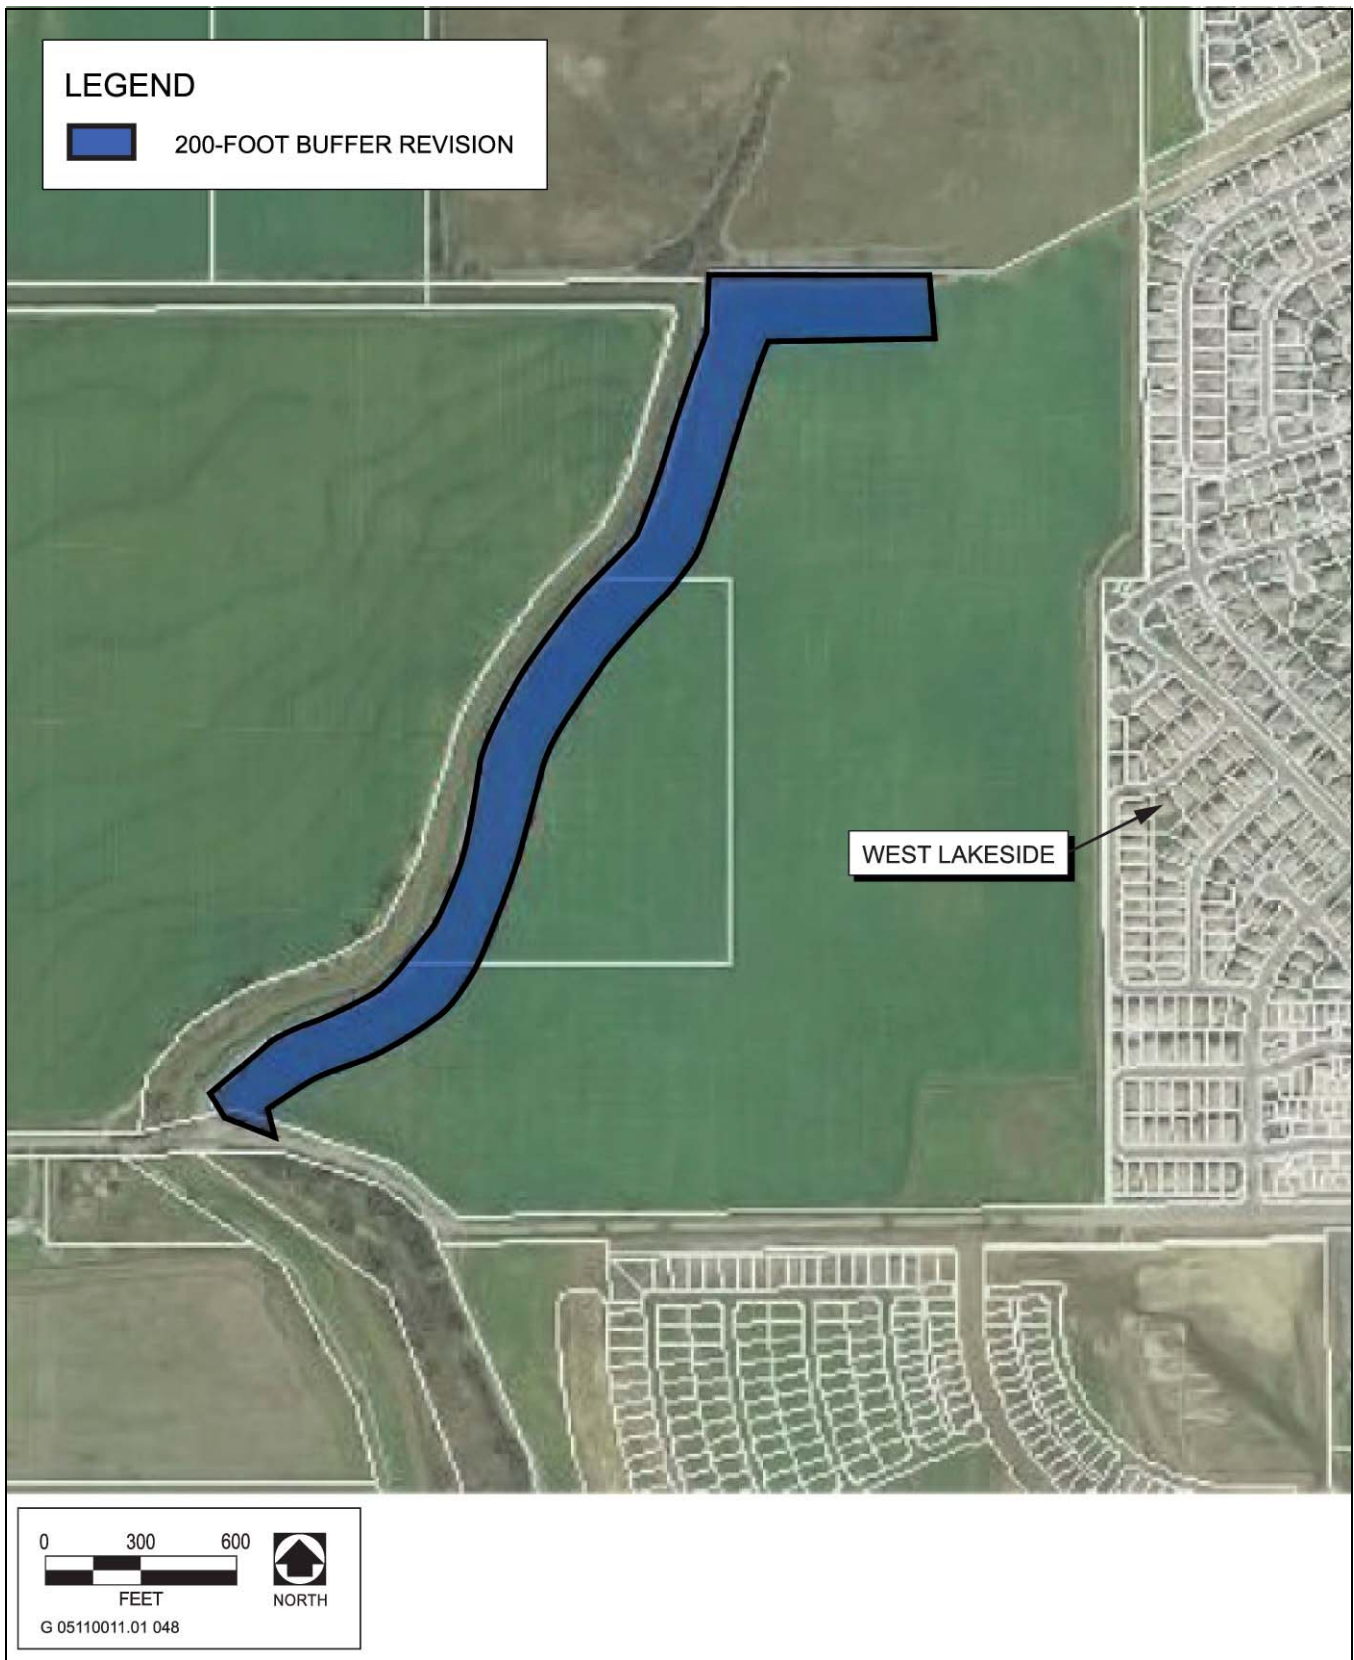 LEGEND
200-FOOT BUFFER REVISION
WEST LAKESIDE
0 300 600
FEET
NORTH
G 05110011.01 048